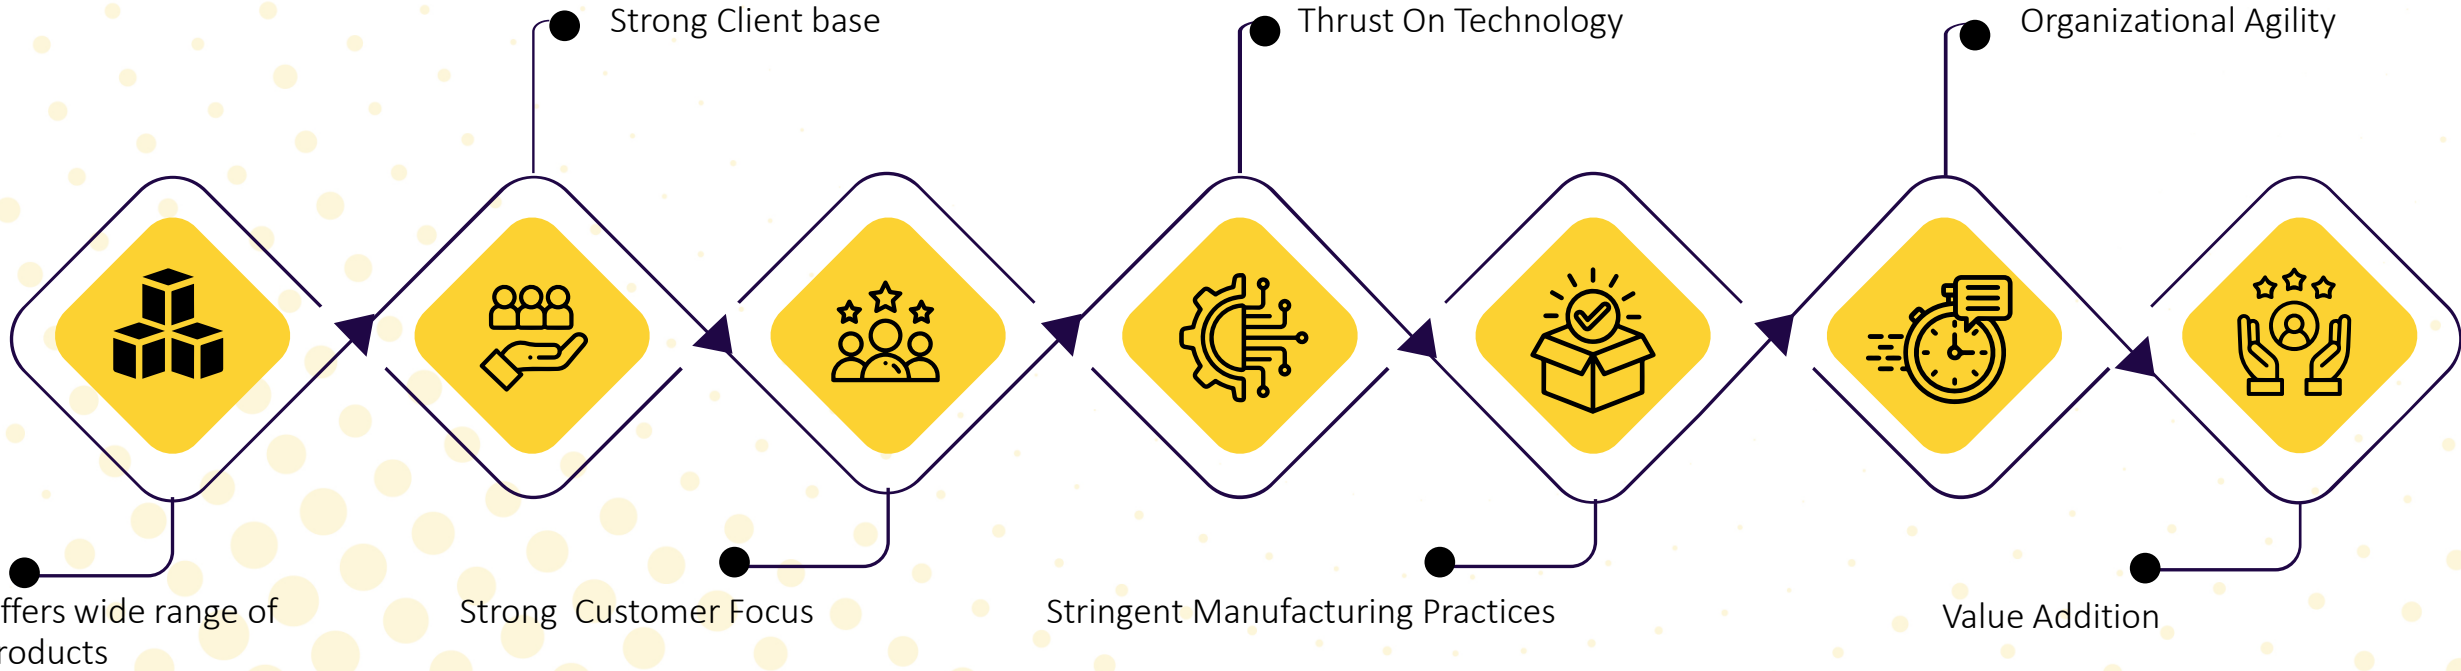 Strong Client base
Thrust On Technology
Organizational Agility
ffers wide range of
roducts
Strong  Customer Focus
Stringent Manufacturing Practices
Value Addition